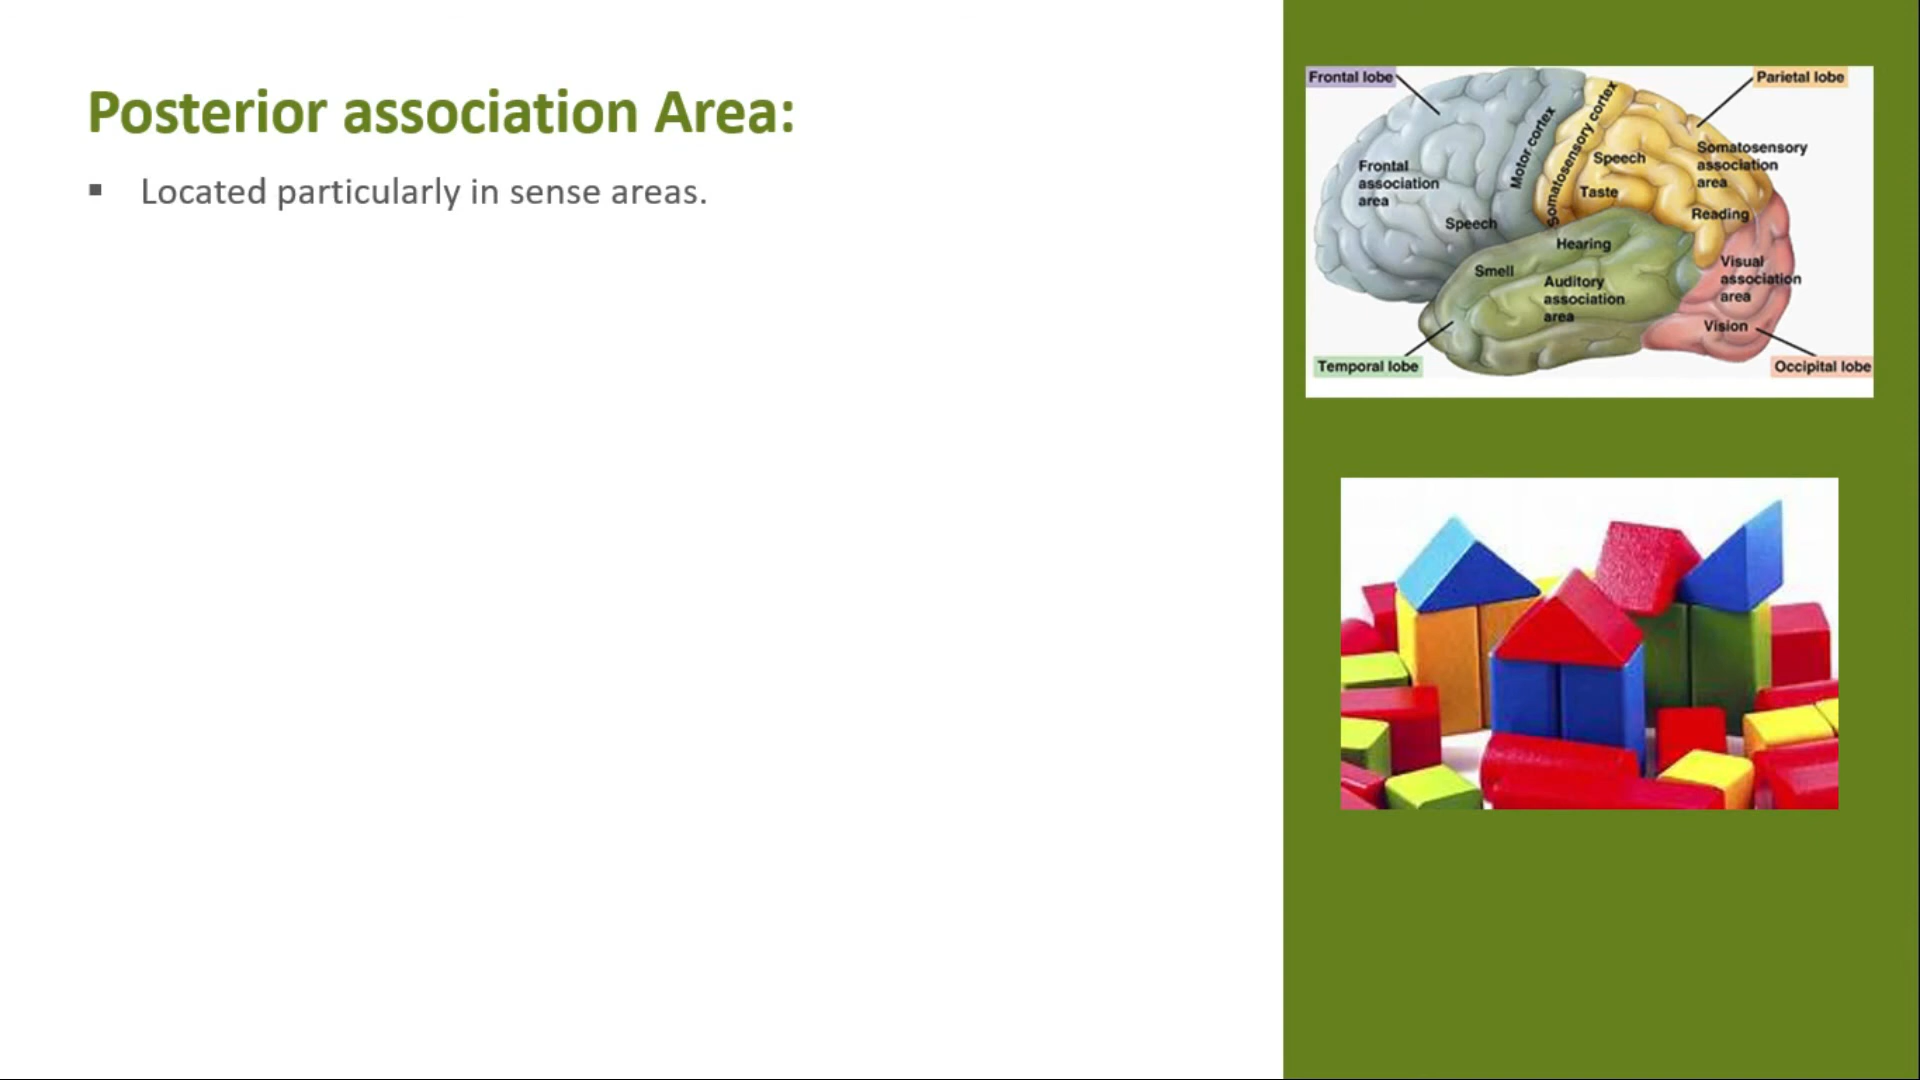 Posterior association Area:
▪ Located particularly in sense areas.
Frontal lobe
Parietal lobe
Motor cortex
Somatosensory cortex
Frontal
association
area
Speech
Speech
Taste
Somatosensory
association
area
Reading
Hearing
Smell
Auditory
association
area
Visual
association
area
Vision
Temporal lobe
Occipital lobe